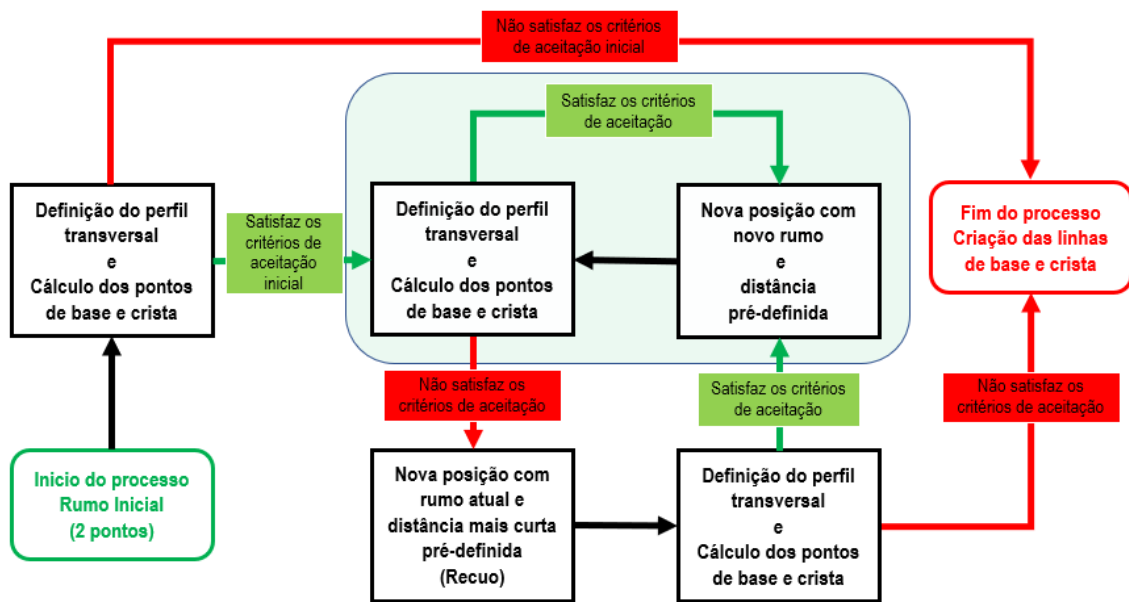 Não satisfaz os critérios
de aceitação inicial
Satisfaz os critérios
de aceitação
Definição do perfil
transversal
e
Cálculo dos pontos
de base e crista
Satisfaz os
critérios de
aceitação
inicial
Definição do perfil
transversal
e
Cálculo dos pontos
de base e crista
Nova posição com
novo rumo
e
distância
pré-definida
Fim do processo
Criação das linhas
de base e crista
Não satisfaz os
critérios de aceitação
Satisfaz os critérios
de aceitação
Não satisfaz os
critérios de aceitação
Inicio do processo
Rumo Inicial
(2 pontos)
Nova posição com
rumo atual e
distância mais curta
pré-definida
(Recuo)
Definição do perfil
transversal
e
Cálculo dos pontos
de base e crista